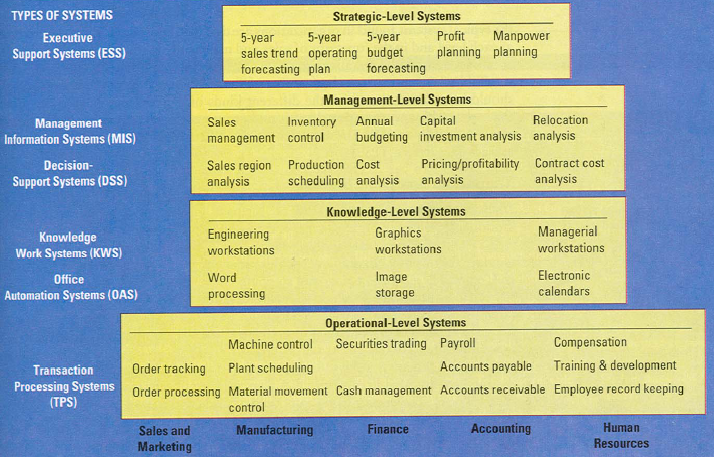 TYPES OF SYSTEMS
Executive
Support Systems (ESS)
Strategic-Level Systems
5-year 5-year 5-year Profit Manpower
sales trend operating budget planning planning
forecasting plan forecasting
Management
Information Systems (MIS)
Decision-
Support Systems (DSS)
Management-Level Systems
Sales Inventory Annual Capital Relocation
management control budgeting investment analysis analysis
Sales region Production Cost Pricing/profitability Contract cost
analysis scheduling analysis analysis analysis
Knowledge
Work Systems (KWS)
Office
Automation Systems (OAS)
Knowledge-Level Systems
Engineering Graphics Managerial
workstations workstations workstations
Word Image Electronic
processing storage calendars
Transaction
Processing Systems
(TPS)
Operational-Level Systems
Machine control Securities trading Payroll Compensation
Order tracking Plant scheduling Accounts payable Training & development
Order processing Material movement Cash management Accounts receivable Employee record keeping
control
Sales and Manufacturing Finance Accounting Human
Marketing Resources